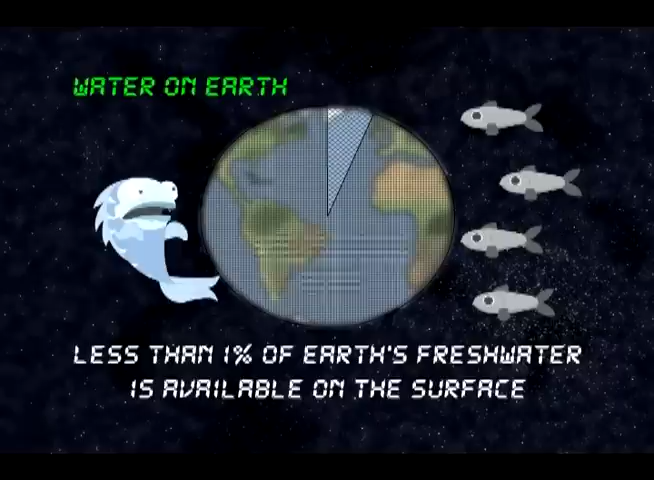 WATER ON EARTH
LESS THAN 1% OF EARTH'S FRESHWATER
IS AVAILABLE ON THE SURFACE